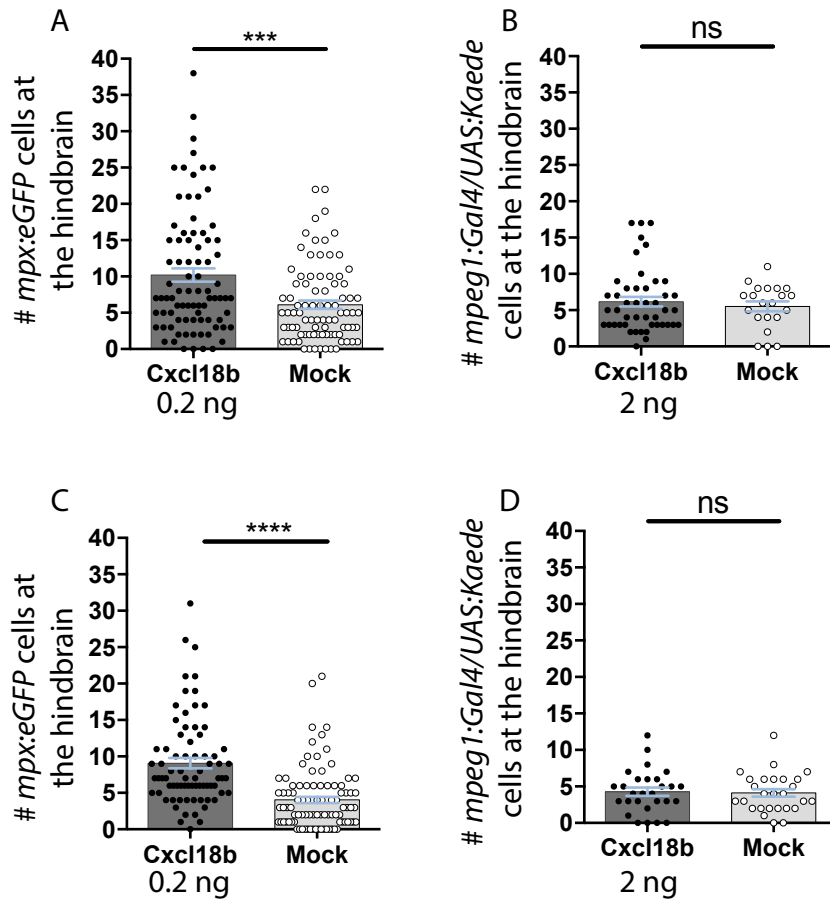 A
***
# mpx:eGFP cells at
the hindbrain
40
35
30
25
20
15
10
5
0
Cxcl18b
Mock
0.2 ng
B
ns
# mpeg1:Gal4/UAS:Kaede
cells at the hindbrain
40
35
30
25
20
15
10
5
0
Cxcl18b
Mock
2 ng
C
****
# mpx:eGFP cells at
the hindbrain
40
35
30
25
20
15
10
5
0
Cxcl18b
Mock
0.2 ng
D
ns
# mpeg1:Gal4/UAS:Kaede
cells at the hindbrain
40
35
30
25
20
15
10
5
0
Cxcl18b
Mock
2 ng